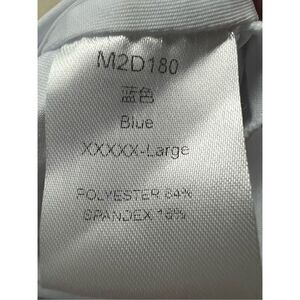 M2D180
蓝色
Blue
XXXXX-Large
POLYESTER 84%
SPANDEX 16%